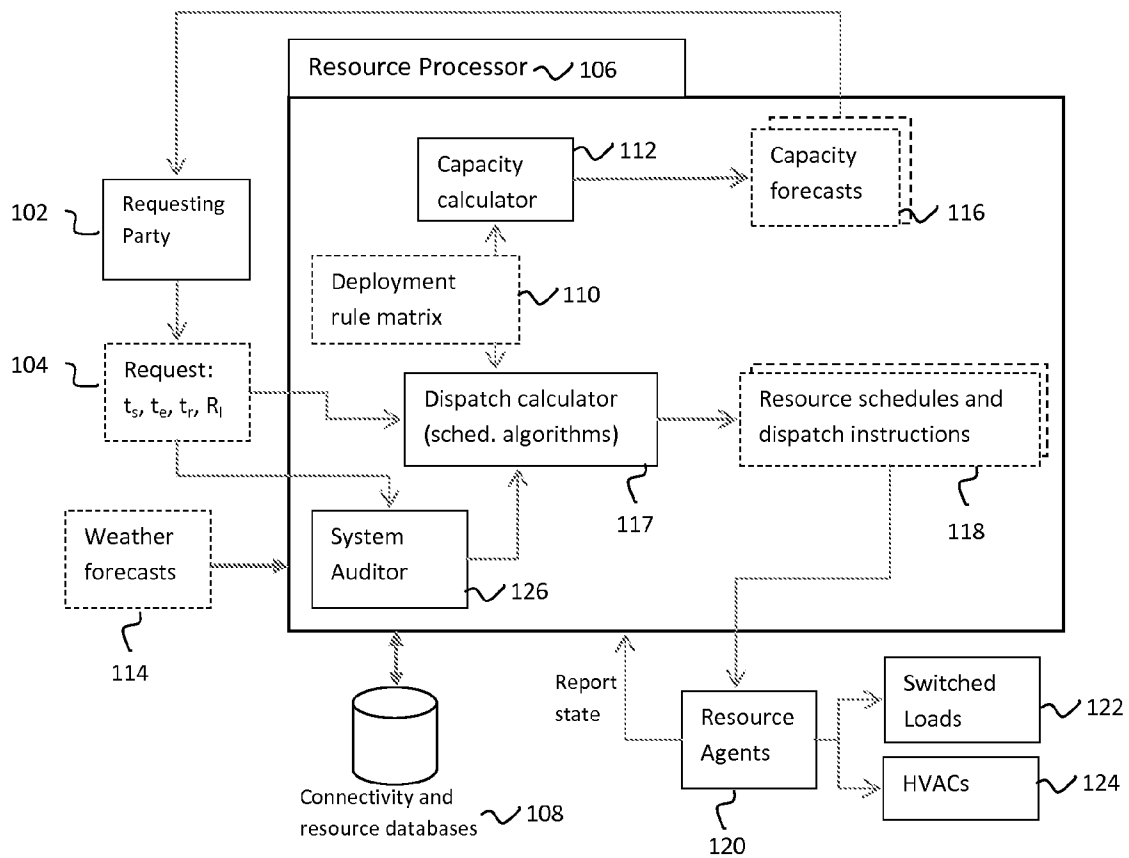 Resource Processor 106
Capacity
calculator
112
Capacity
forecasts
116
102
Requesting
Party
Deployment
rule matrix
110
104
Request:
ts, te, tr, Rl
Dispatch calculator
(sched. algorithms)
117
Resource schedules and
dispatch instructions
118
Weather
forecasts
114
System
Auditor
126
Report
state
Connectivity and
resource databases
108
Resource
Agents
120
Switched
Loads
122
HVACs
124